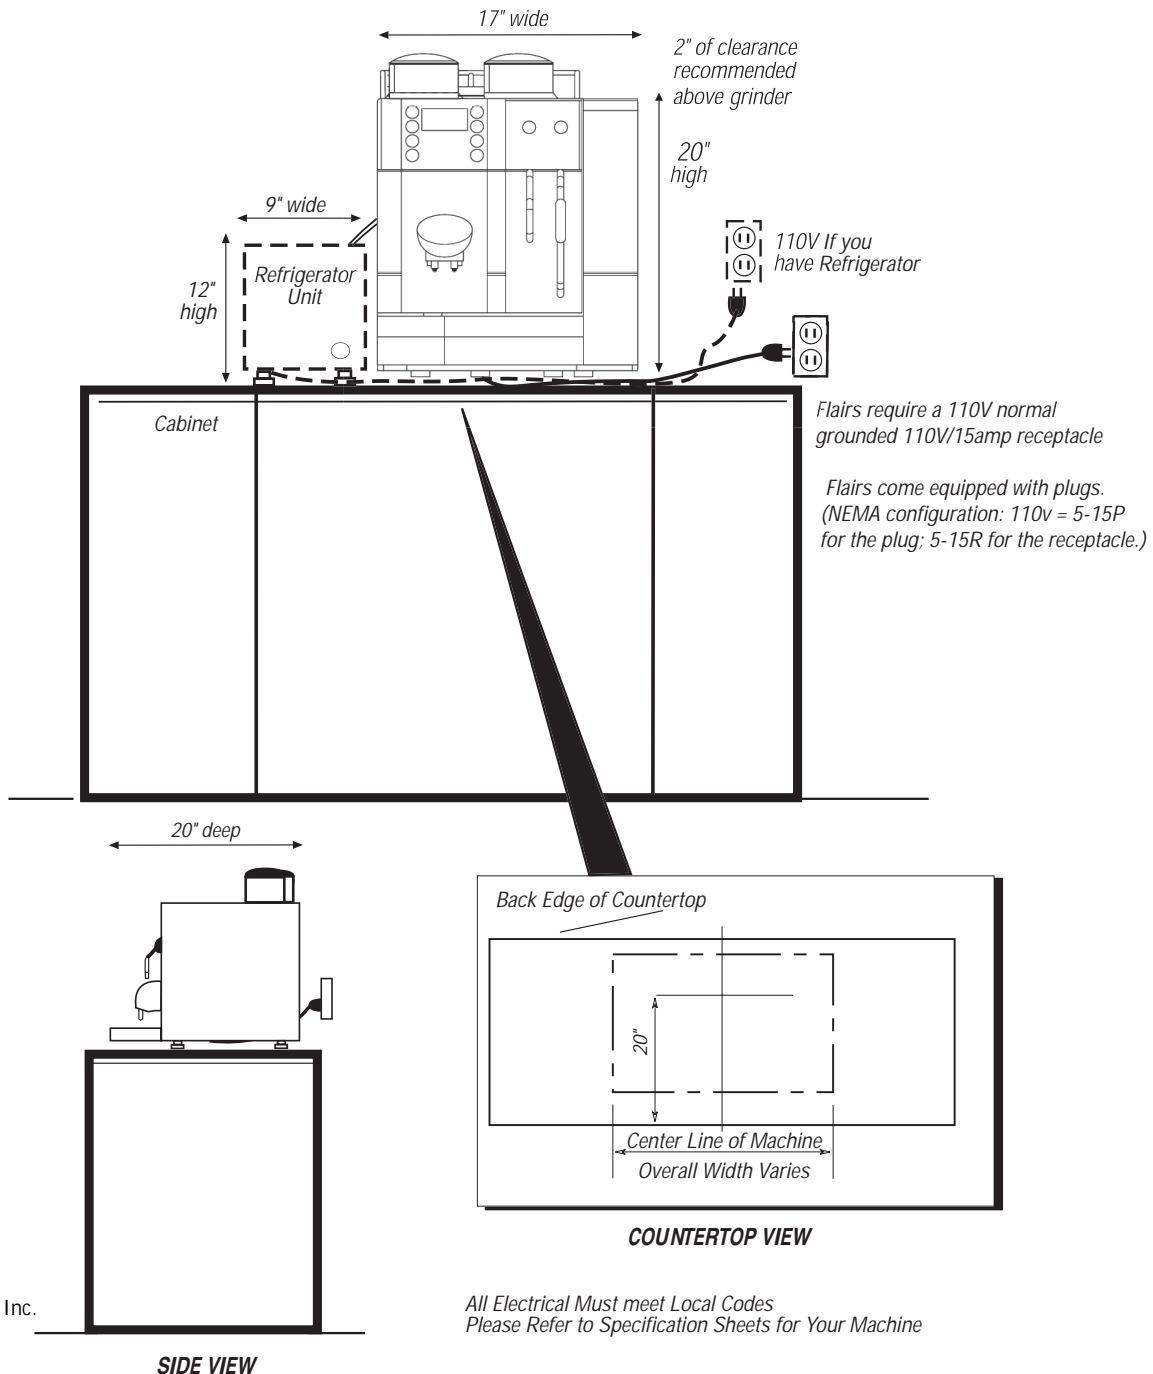 17" wide
2" of clearance
recommended
above grinder
20"
high
9" wide
110V If you
have Refrigerator
Refrigerator
Unit
12"
high
Cabinet
Flairs require a 110V normal
grounded 110V/15amp receptacle
Flairs come equipped with plugs.
(NEMA configuration: 110v = 5-15P
for the plug; 5-15R for the receptacle.)
20" deep
Back Edge of Countertop
20"
Center Line of Machine
Overall Width Varies
COUNTERTOP VIEW
Inc.
All Electrical Must meet Local Codes
Please Refer to Specification Sheets for Your Machine
SIDE VIEW